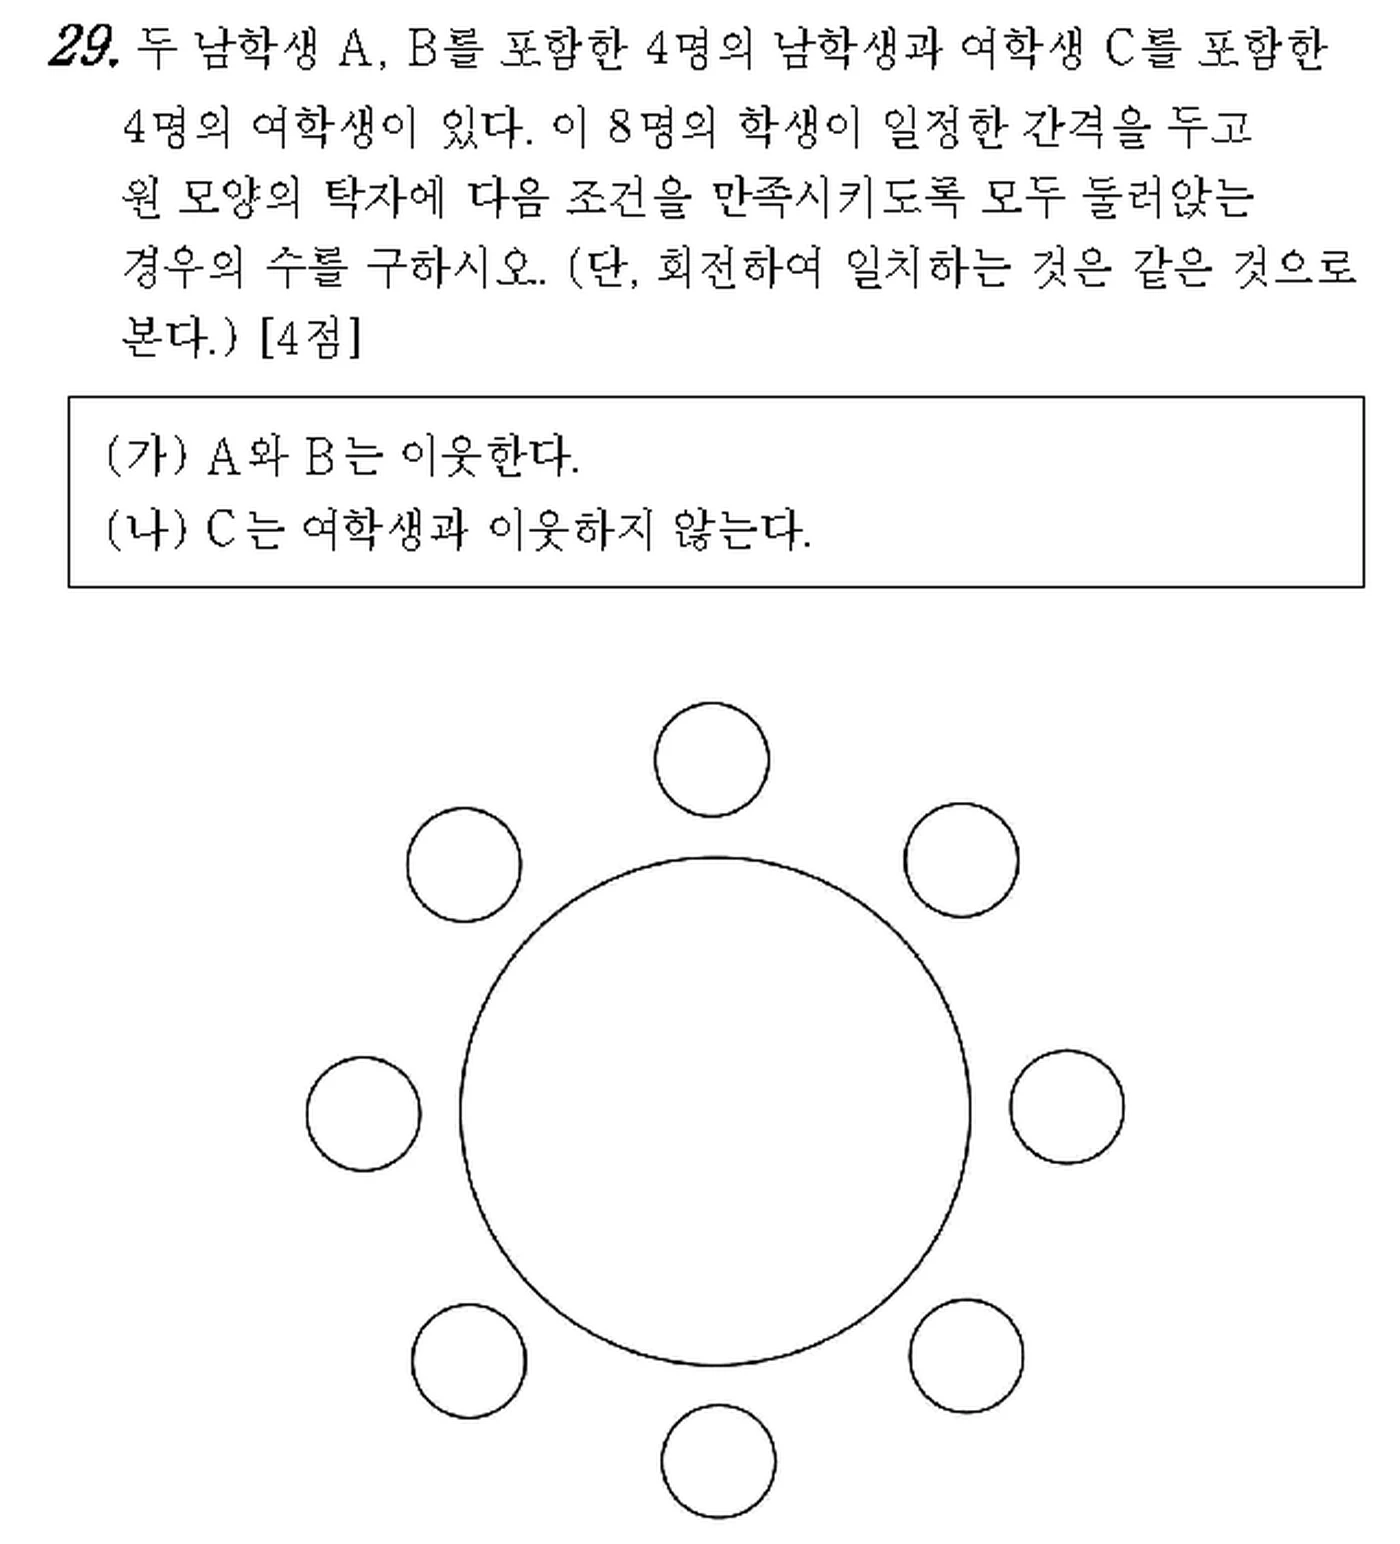 29. 두 남학생 A, B를 포함한 4명의 남학생과 여학생 C를 포함한
4명의 여학생이 있다. 이 8명의 학생이 일정한 간격을 두고
원 모양의 탁자에 다음 조건을 만족시키도록 모두 둘러앉는
경우의 수를 구하시오. (단, 회전하여 일치하는 것은 같은 것으로
본다.) [4점]
(가) A와 B는 이웃한다.
(나) C는 여학생과 이웃하지 않는다.